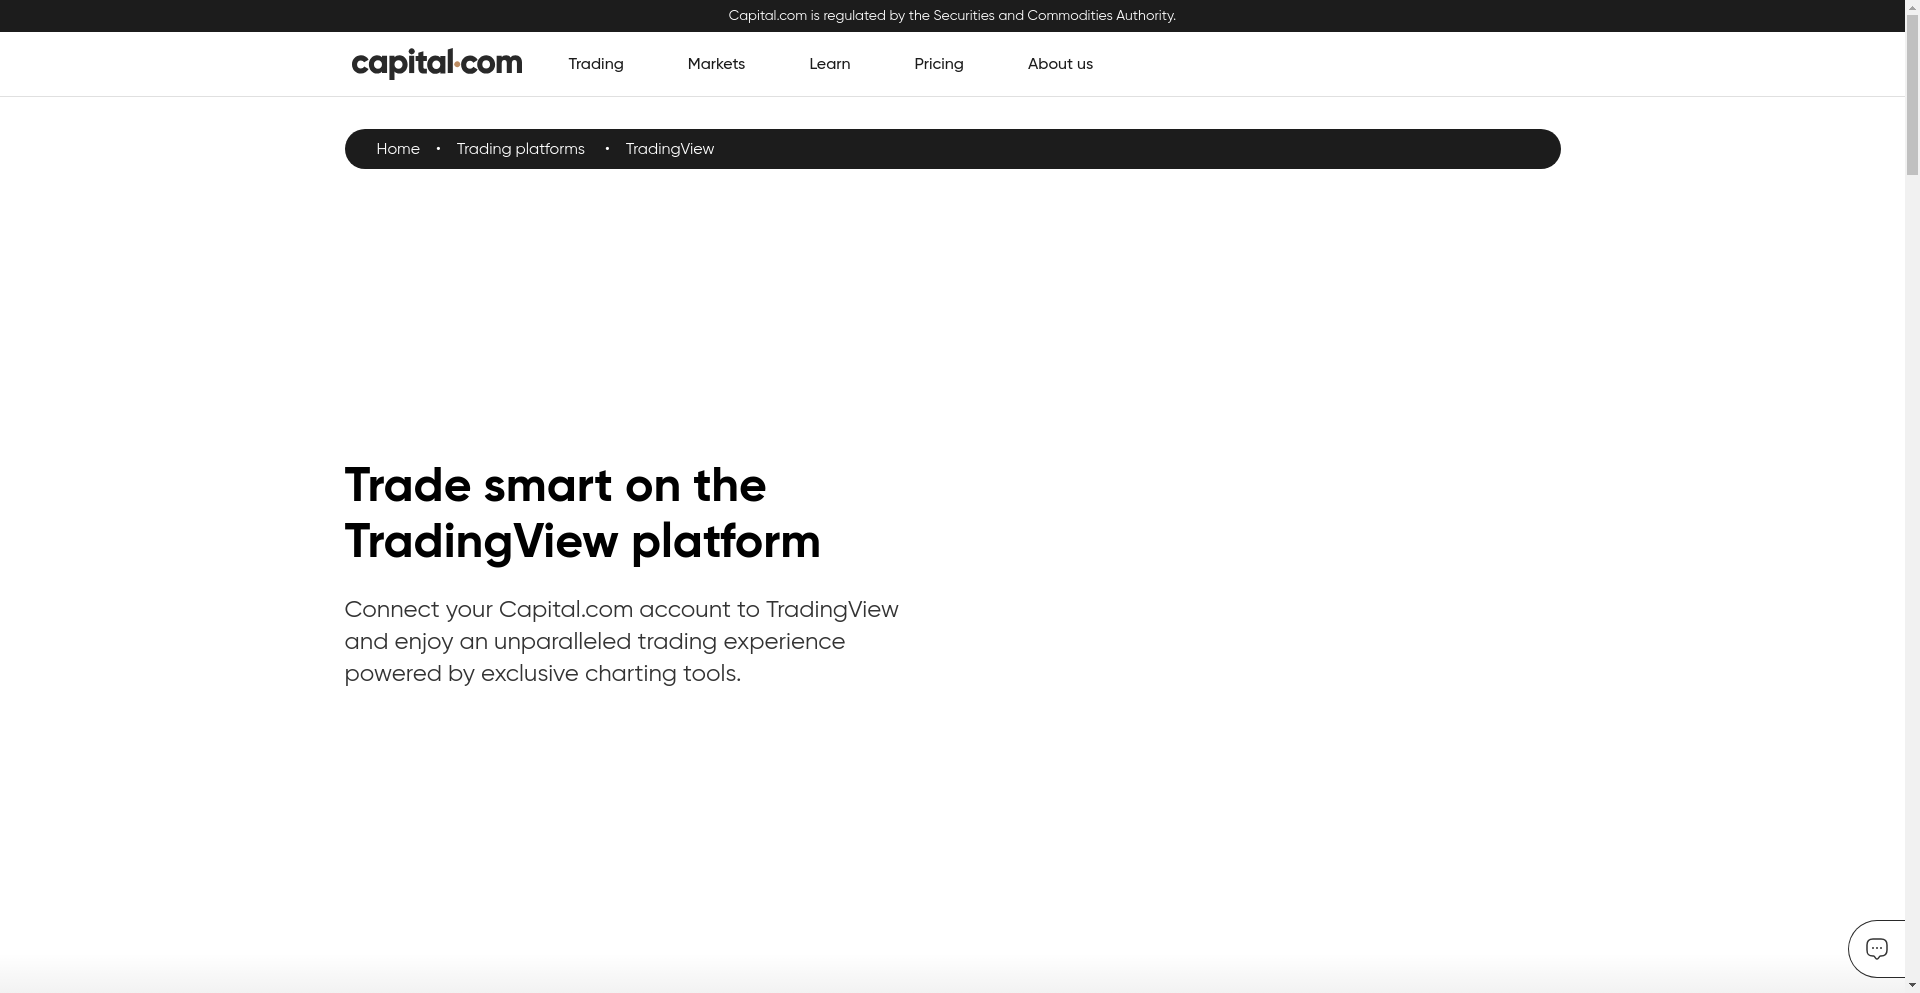 Capital.com is regulated by the Securities and Commodities Authority.
capital.com Trading Markets Learn Pricing About us
Home • Trading platforms • TradingView
Trade smart on the
TradingView platform
Connect your Capital.com account to TradingView
and enjoy an unparalleled trading experience
powered by exclusive charting tools.